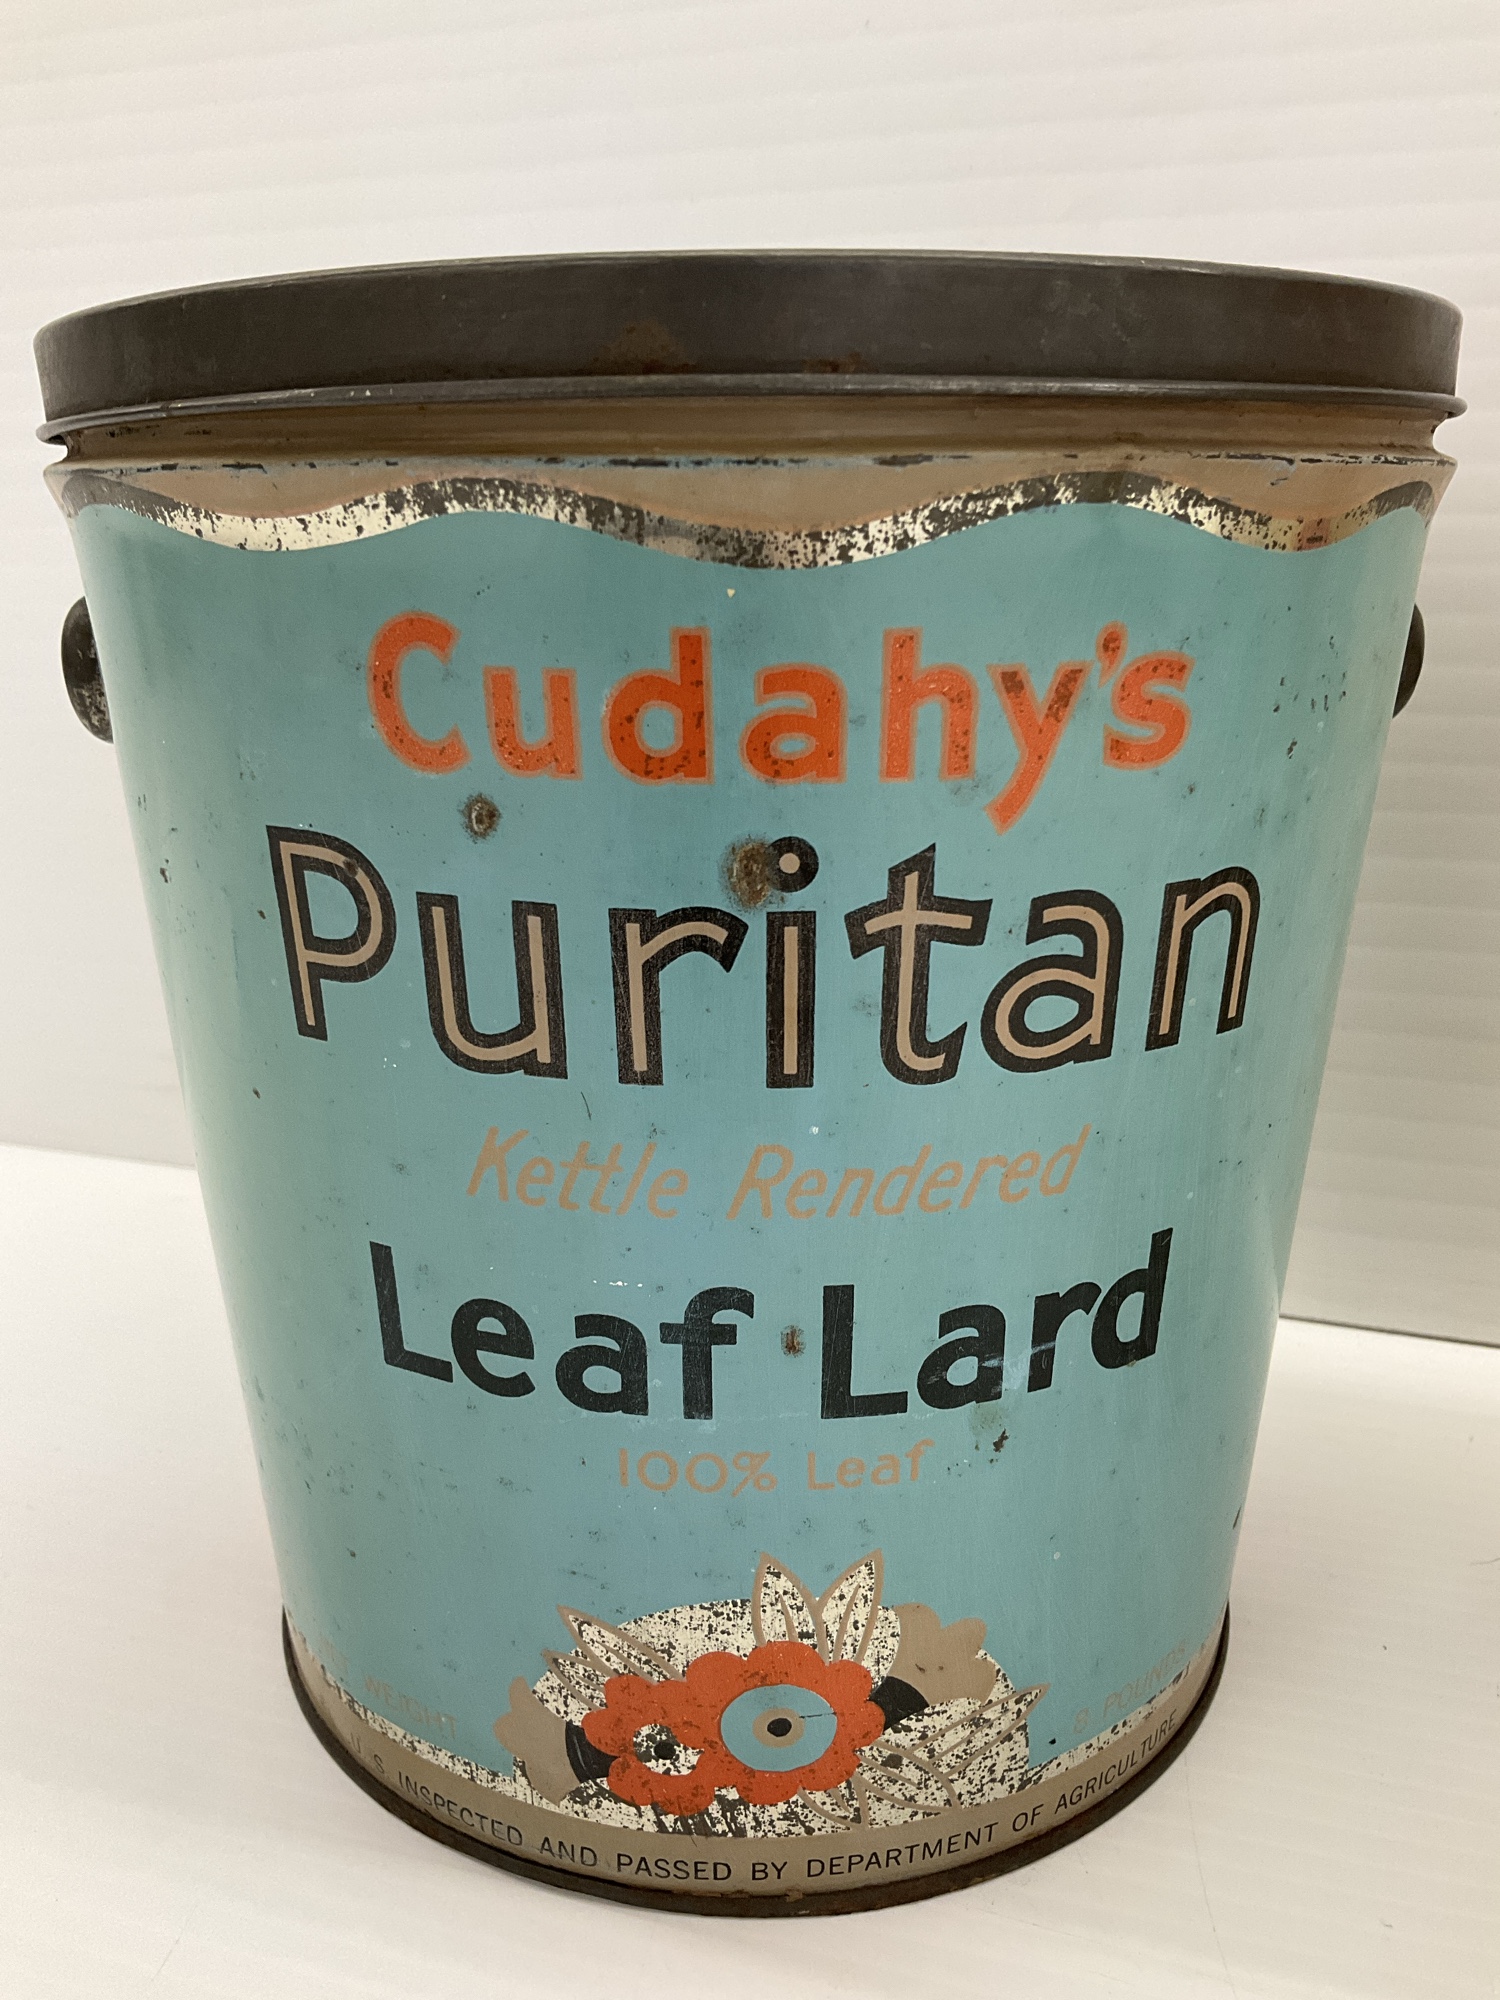 Cudahy's
Puritan
Kettle Rendered
Leaf Lard
100% Leaf
WEIGHT
8 POUNDS
U. S. INSPECTED AND PASSED BY DEPARTMENT OF AGRICULTURE